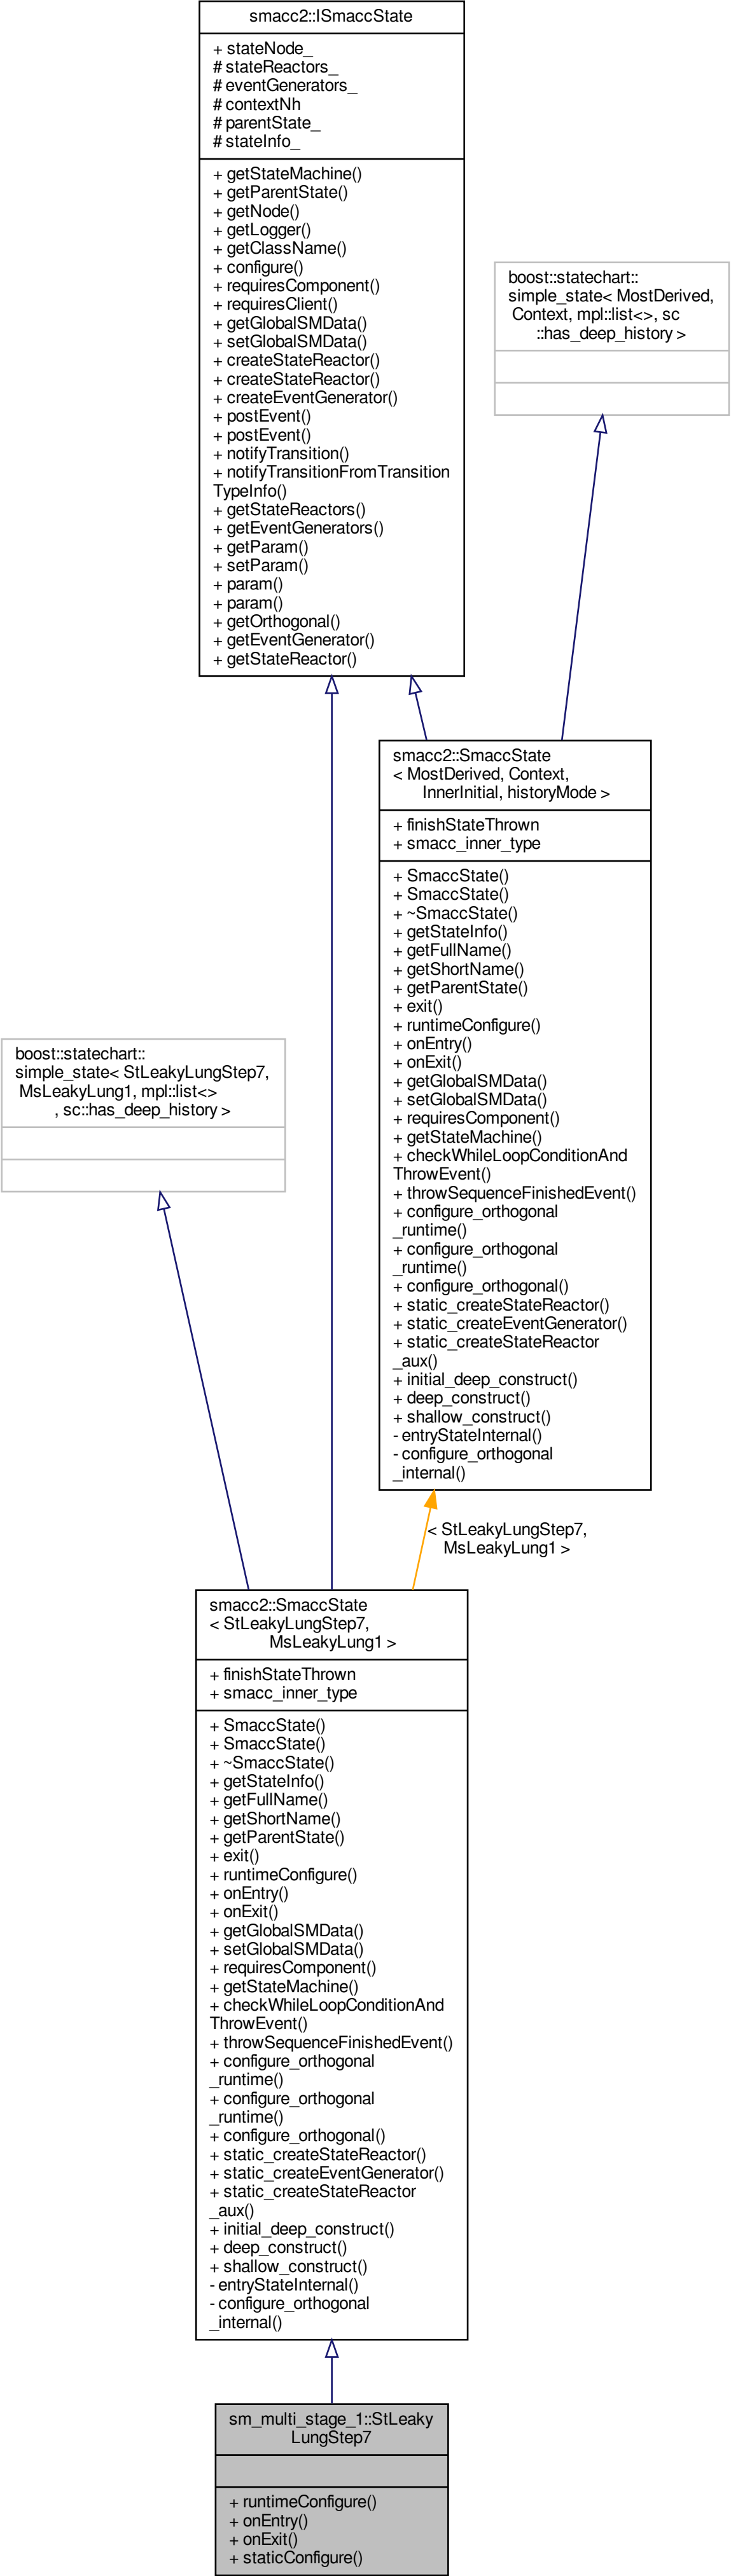 smacc2::ISmaccState
+ stateNode_
# stateReactors_
# eventGenerators_
# contextNh
# parentState_
# stateInfo_
+ getStateMachine()
+ getParentState()
+ getNode()
+ getLogger()
+ getClassName()
+ configure()
+ requiresComponent()
+ requiresClient()
+ getGlobalSMData()
+ setGlobalSMData()
+ createStateReactor()
+ createStateReactor()
+ createEventGenerator()
+ postEvent()
+ postEvent()
+ notifyTransition()
+ notifyTransitionFromTransition
TypeInfo()
+ getStateReactors()
+ getEventGenerators()
+ getParam()
+ setParam()
+ param()
+ param()
+ getOrthogonal()
+ getEventGenerator()
+ getStateReactor()
boost::statechart::
simple_state< MostDerived,
Context, mpl::list<>, sc
::has_deep_history >
smacc2::SmaccState
< MostDerived, Context,
InnerInitial, historyMode >
+ finishStateThrown
+ smacc_inner_type
+ SmaccState()
+ SmaccState()
+ ~SmaccState()
+ getStateInfo()
+ getFullName()
+ getShortName()
+ getParentState()
+ exit()
+ runtimeConfigure()
+ onEntry()
+ onExit()
+ getGlobalSMData()
+ setGlobalSMData()
+ requiresComponent()
+ getStateMachine()
+ checkWhileLoopConditionAnd
ThrowEvent()
+ throwSequenceFinishedEvent()
+ configure_orthogonal
_runtime()
+ configure_orthogonal
_runtime()
+ configure_orthogonal()
+ static_createStateReactor()
+ static_createEventGenerator()
+ static_createStateReactor
_aux()
+ initial_deep_construct()
+ deep_construct()
+ shallow_construct()
- entryStateInternal()
- configure_orthogonal
_internal()
boost::statechart::
simple_state< StLeakyLungStep7,
MsLeakyLung1, mpl::list<>
, sc::has_deep_history >
< StLeakyLungStep7,
MsLeakyLung1 >
smacc2::SmaccState
< StLeakyLungStep7,
MsLeakyLung1 >
+ finishStateThrown
+ smacc_inner_type
+ SmaccState()
+ SmaccState()
+ ~SmaccState()
+ getStateInfo()
+ getFullName()
+ getShortName()
+ getParentState()
+ exit()
+ runtimeConfigure()
+ onEntry()
+ onExit()
+ getGlobalSMData()
+ setGlobalSMData()
+ requiresComponent()
+ getStateMachine()
+ checkWhileLoopConditionAnd
ThrowEvent()
+ throwSequenceFinishedEvent()
+ configure_orthogonal
_runtime()
+ configure_orthogonal
_runtime()
+ configure_orthogonal()
+ static_createStateReactor()
+ static_createEventGenerator()
+ static_createStateReactor
_aux()
+ initial_deep_construct()
+ deep_construct()
+ shallow_construct()
- entryStateInternal()
- configure_orthogonal
_internal()
sm_multi_stage_1::StLeaky
LungStep7
+ runtimeConfigure()
+ onEntry()
+ onExit()
+ staticConfigure()